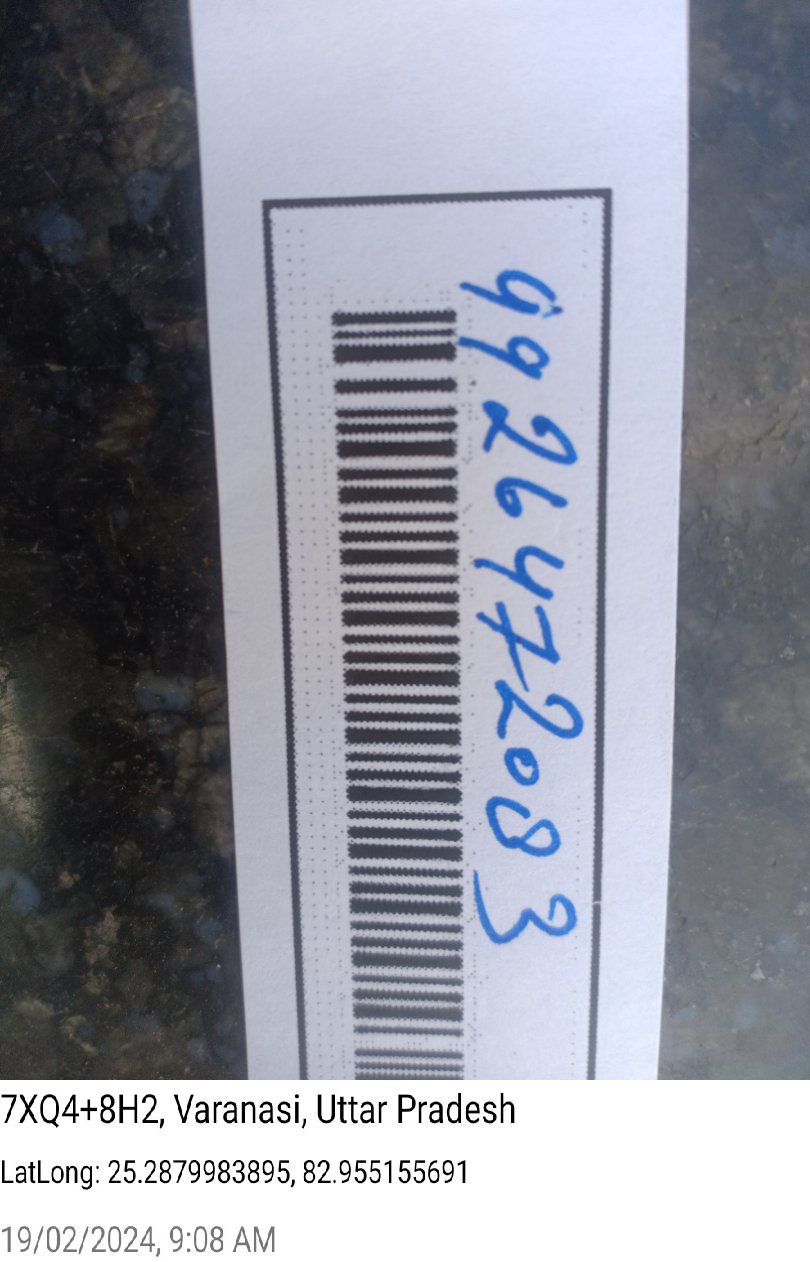 9926472083
7XQ4+8H2, Varanasi, Uttar Pradesh
LatLong: 25.2879983895, 82.955155691
19/02/2024, 9:08 AM